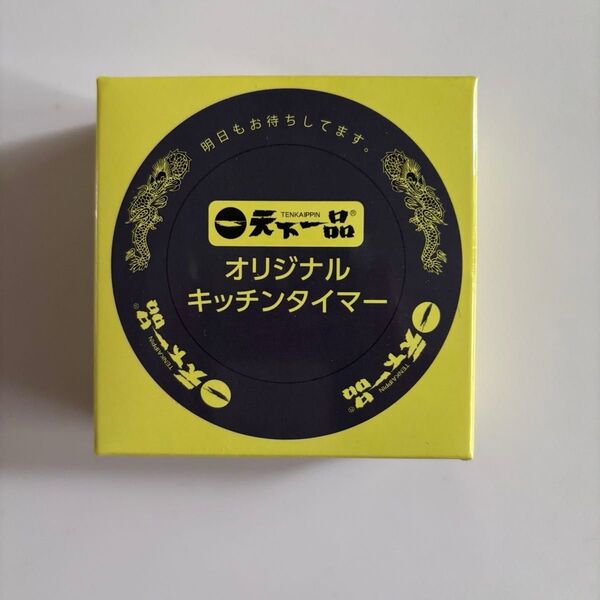 明日もお待ちしてます。
TENKAIPPIN
天下一品®
オリジナル
キッチンタイマー
天下一品®
TENKAIPPIN
天下一品®
TENKAIPPIN